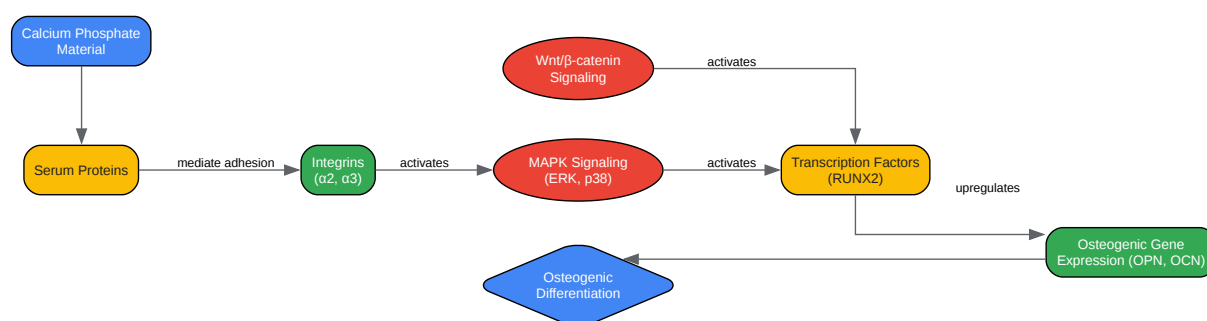 Calcium Phosphate
Material
Wnt/β-catenin
Signaling
activates
Serum Proteins
mediate adhesion
Integrins
(α2, α3)
activates
MAPK Signaling
(ERK, p38)
activates
Transcription Factors
(RUNX2)
upregulates
Osteogenic Gene
Expression (OPN, OCN)
Osteogenic
Differentiation